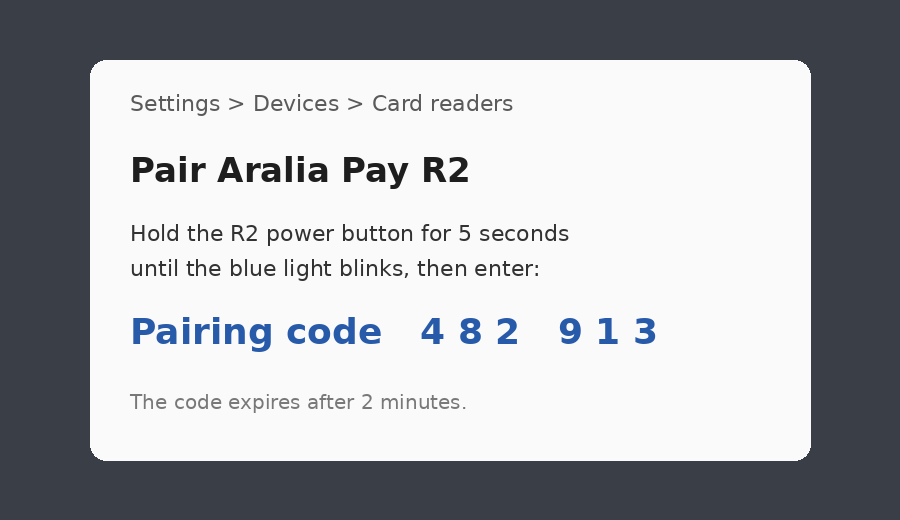 Settings > Devices > Card readers
Pair Aralia Pay R2
Hold the R2 power button for 5 seconds
until the blue light blinks, then enter:
Pairing code 4 8 2 9 1 3
The code expires after 2 minutes.